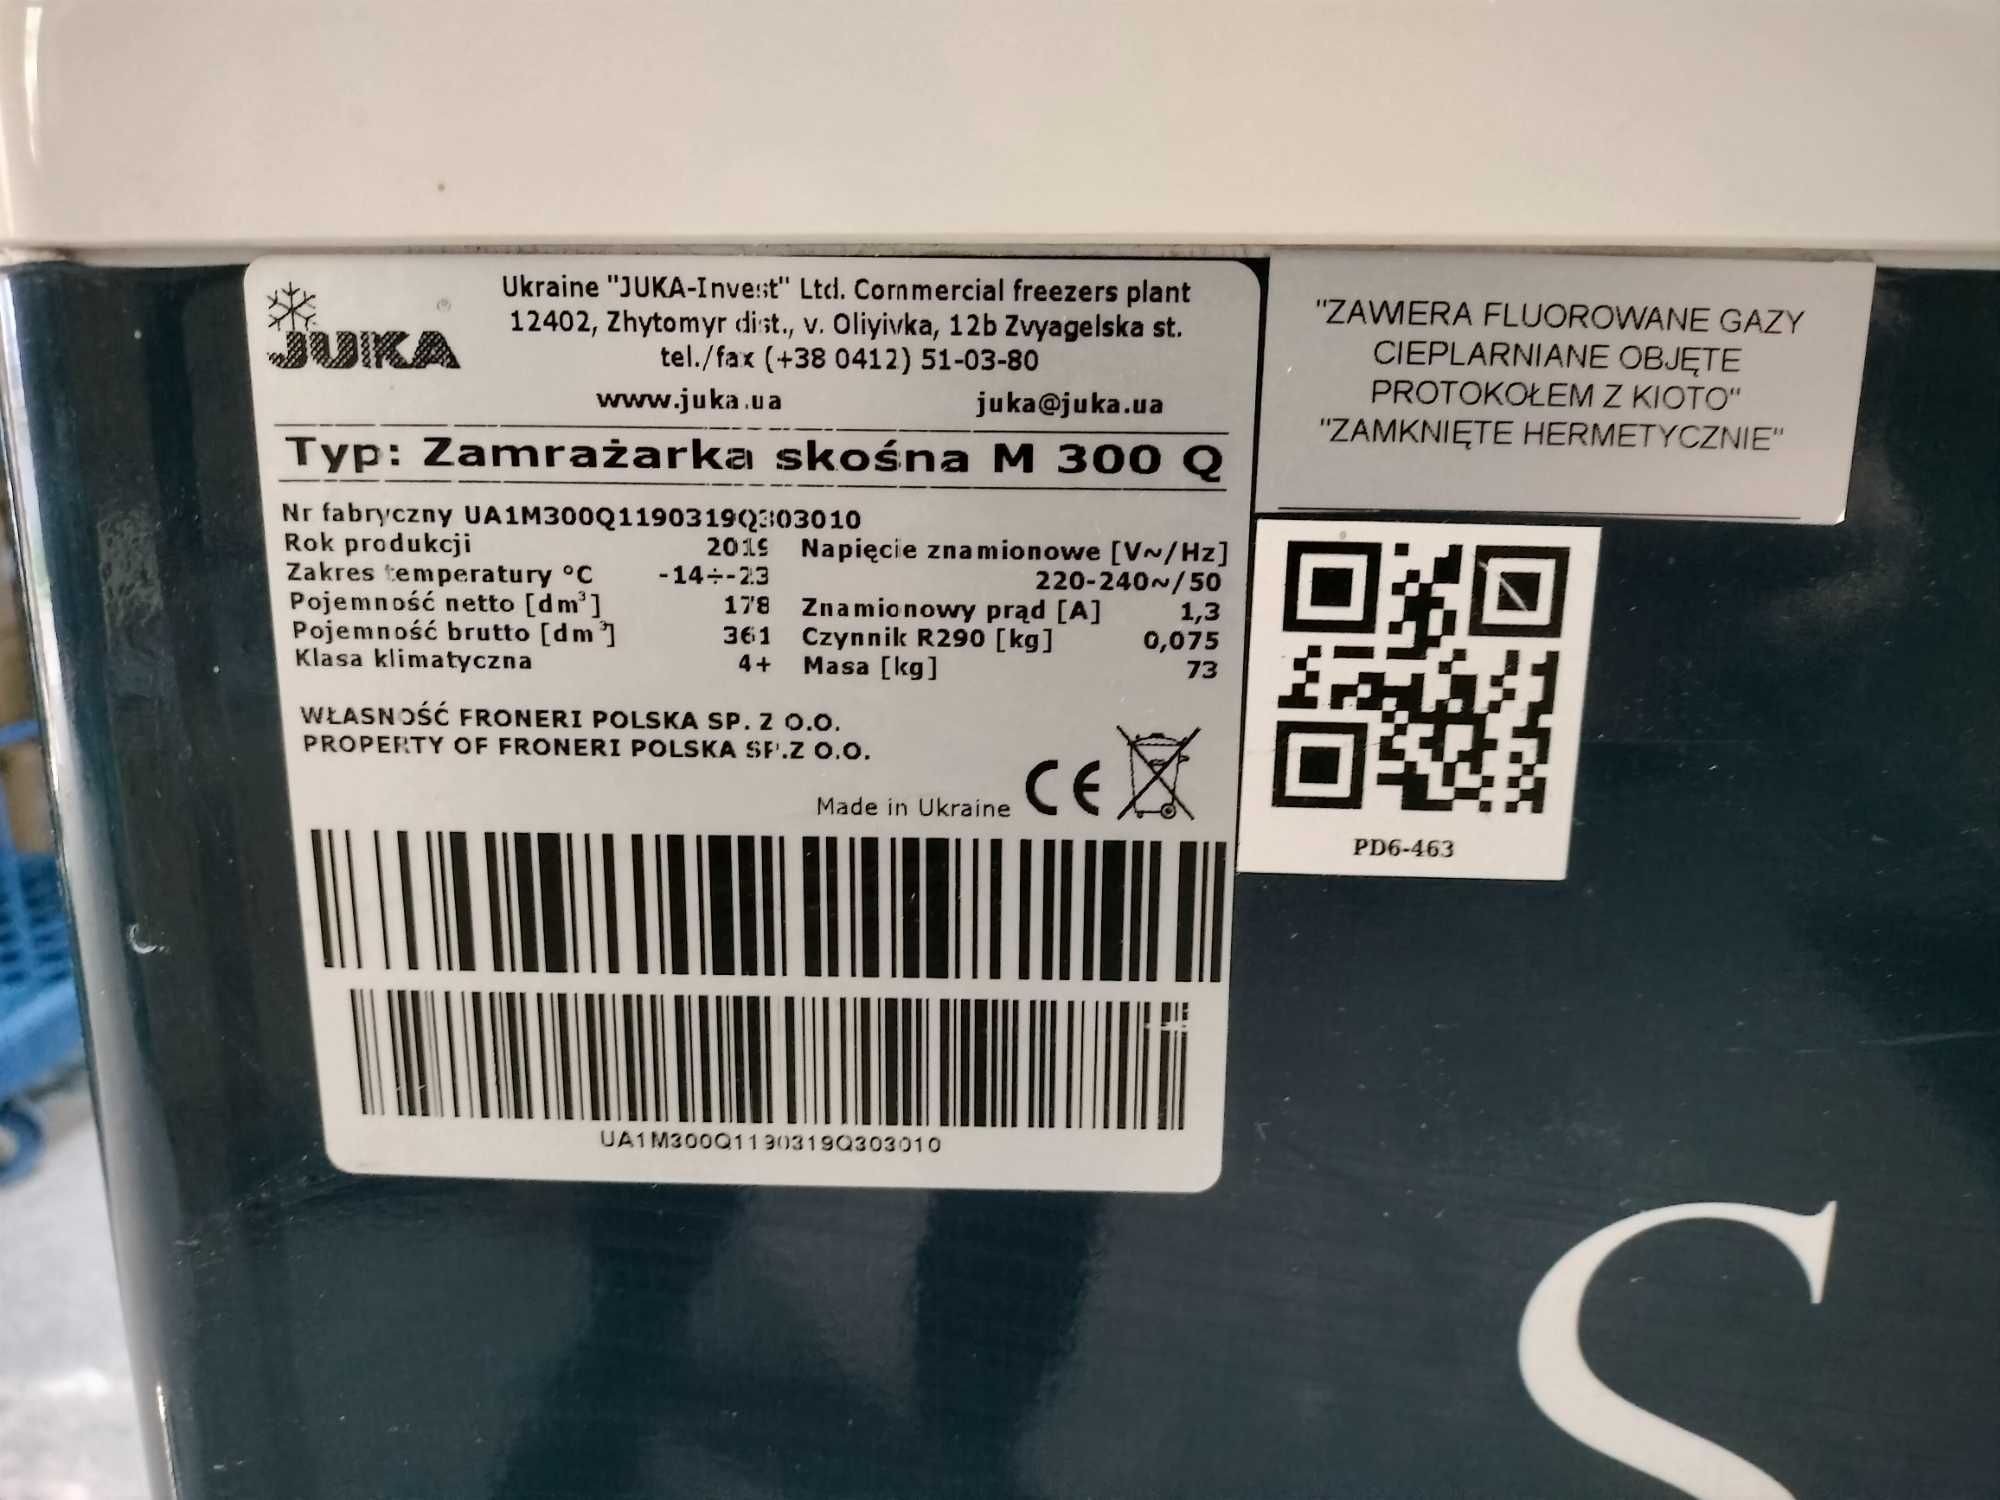 JUKA
®
Ukraine "JUKA-Invest" Ltd. Commercial freezers plant
12402, Zhytomyr dist., v. Oliyivka, 12b Zvyagelska st.
tel./fax (+38 0412) 51-03-80
www.juka.ua juka@juka.ua
Typ: Zamrażarka skośna M 300 Q
Nr fabryczny UA1M300Q1190319Q303010
Rok produkcji 2019
Zakres temperatury °C -14÷-23
Pojemność netto [dm³] 178
Pojemność brutto [dm³] 361
Klasa klimatyczna 4+
Napięcie znamionowe [V~/Hz]
220-240~/50
Znamionowy prąd [A] 1,3
Czynnik R290 [kg] 0,075
Masa [kg] 73
WŁASNOŚĆ FRONERI POLSKA SP. Z O.O.
PROPERTY OF FRONERI POLSKA SP.Z O.O.
Made in Ukraine CE
UA1M300Q1190319Q303010
"ZAWIERA FLUOROWANE GAZY
CIEPLARNIANE OBJĘTE
PROTOKOŁEM Z KIOTO"
"ZAMKNIĘTE HERMETYCZNIE"
PD6-463
S